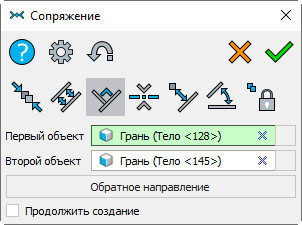 Сопряжение
Первый объект Грань (Тело <128>)
Второй объект Грань (Тело <145>)
Обратное направление
Продолжить создание